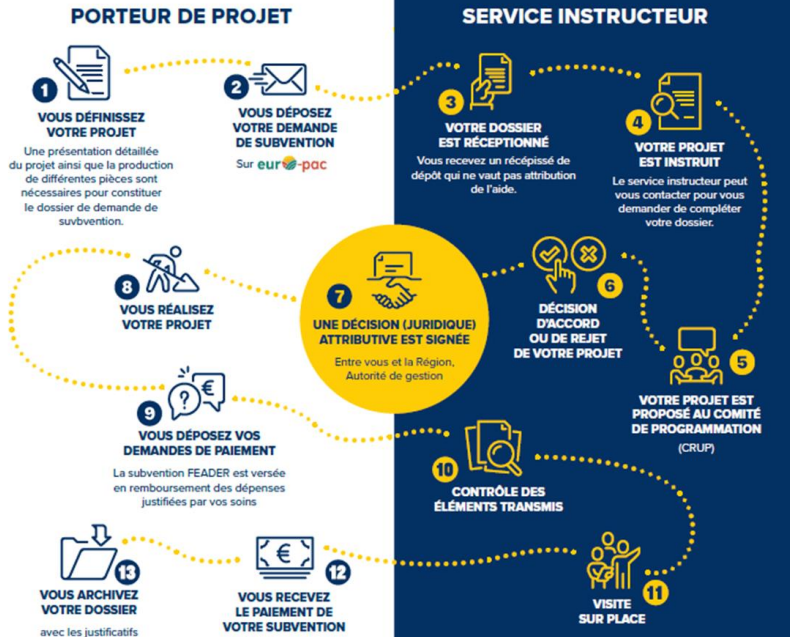 PORTEUR DE PROJET
SERVICE INSTRUCTEUR
1
VOUS DÉFINISSEZ
VOTRE PROJET
Une présentation détaillée
du projet ainsi que la production
de différentes pièces sont
nécessaires pour constituer
le dossier de demande de
suvbvention.
2
VOUS DÉPOSEZ
VOTRE DEMANDE
DE SUBVENTION
Sur euro-pac
3
VOTRE DOSSIER
EST RÉCEPTIONNÉ
Vous recevez un récépissé de
dépôt qui ne vaut pas attribution
de l'aide.
4
VOTRE PROJET
EST INSTRUIT
Le service instructeur peut
vous contacter pour vous
demander de compléter
votre dossier.
5
VOTRE PROJET EST
PROPOSÉ AU COMITÉ
DE PROGRAMMATION
(CRUP)
6
DÉCISION
D'ACCORD
OU DE REJET
DE VOTRE PROJET
7
UNE DÉCISION (JURIDIQUE)
ATTRIBUTIVE EST SIGNÉE
Entre vous et la Région,
Autorité de gestion
8
VOUS RÉALISEZ
VOTRE PROJET
? €
9
VOUS DÉPOSEZ VOS
DEMANDES DE PAIEMENT
La subvention FEADER est versée
en remboursement des dépenses
justifiées par vos soins
10
CONTRÔLE DES
ÉLÉMENTS TRANSMIS
11
VISITE
SUR PLACE
€
12
VOUS RECEVEZ
LE PAIEMENT DE
VOTRE SUBVENTION
13
VOUS ARCHIVEZ
VOTRE DOSSIER
avec les justificatifs